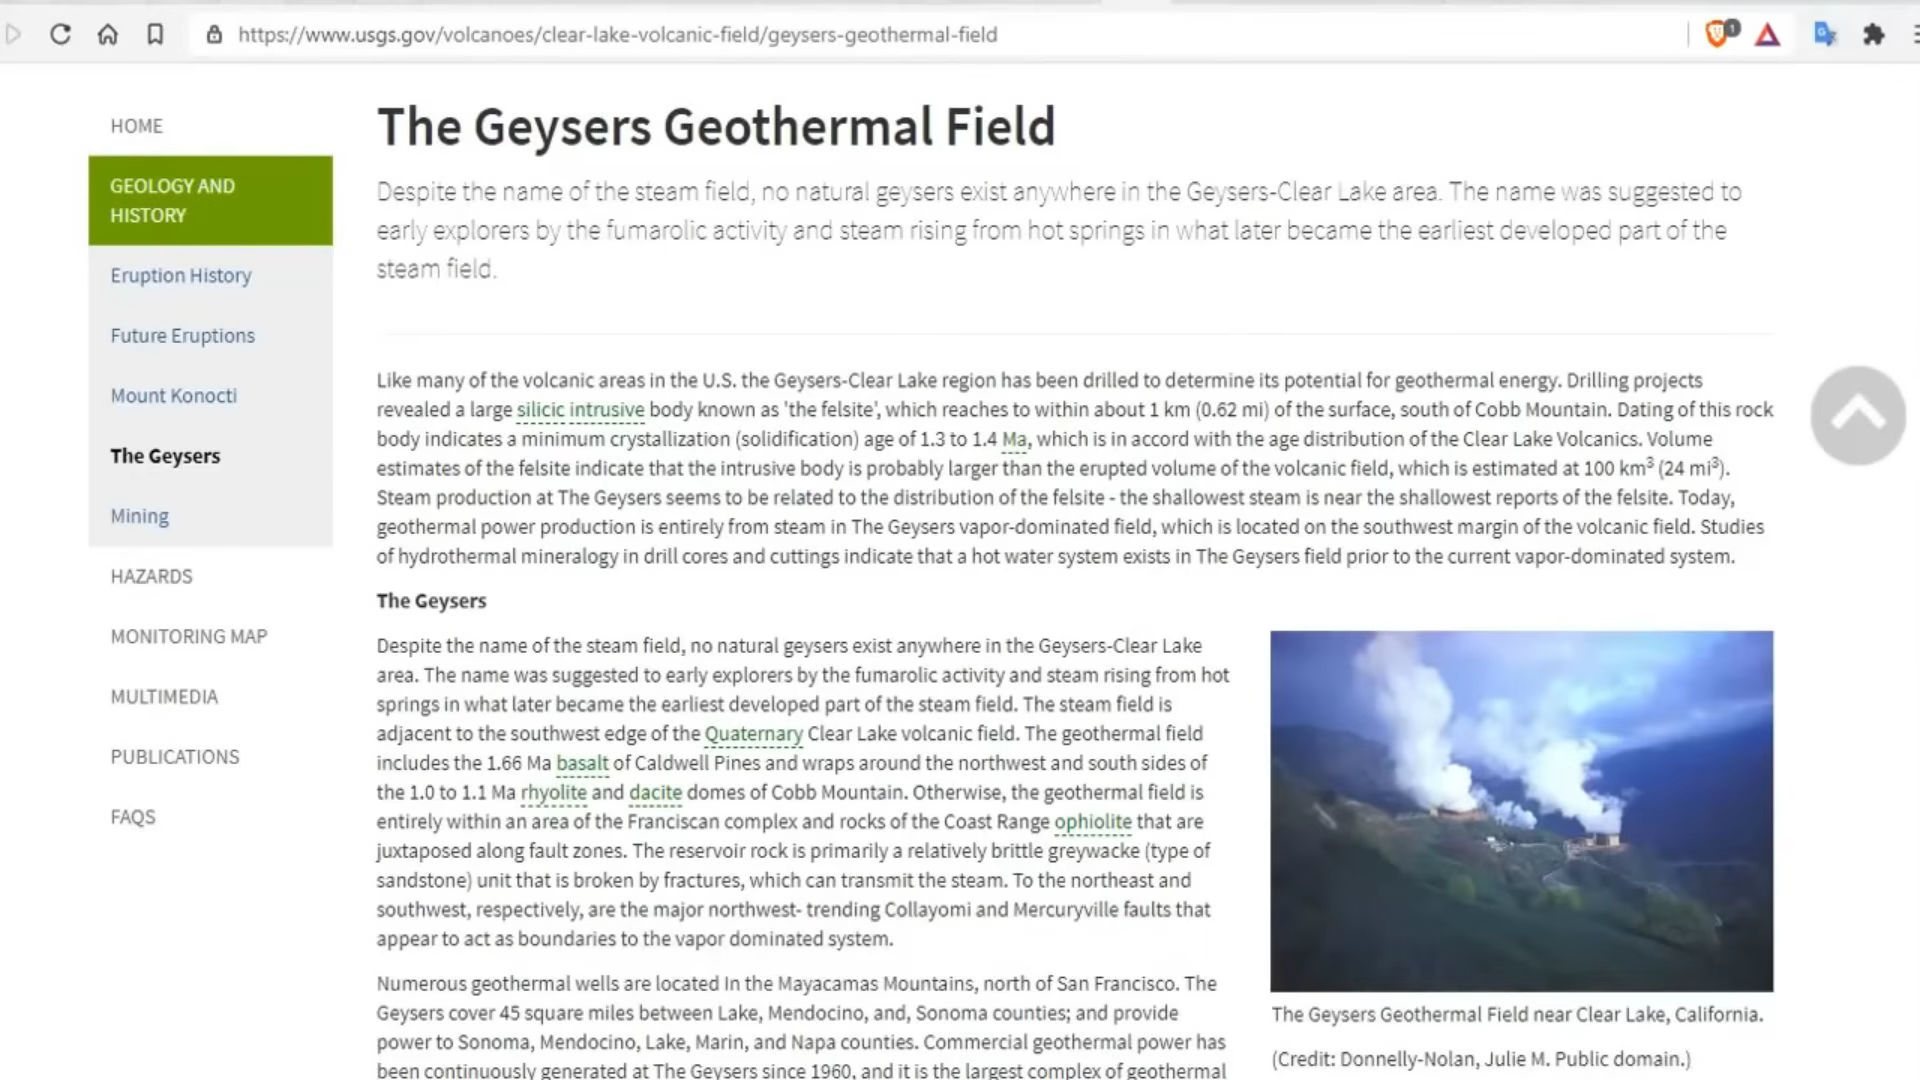 https://www.usgs.gov/volcanoes/clear-lake-volcanic-field/geysers-geothermal-field
1
HOME
GEOLOGY AND
HISTORY
Eruption History
Future Eruptions
Mount Konocti
The Geysers
Mining
HAZARDS
MONITORING MAP
MULTIMEDIA
PUBLICATIONS
FAQS
The Geysers Geothermal Field
Despite the name of the steam field, no natural geysers exist anywhere in the Geysers-Clear Lake area. The name was suggested to
early explorers by the fumarolic activity and steam rising from hot springs in what later became the earliest developed part of the
steam field.
Like many of the volcanic areas in the U.S. the Geysers-Clear Lake region has been drilled to determine its potential for geothermal energy. Drilling projects
revealed a large silicic intrusive body known as 'the felsite', which reaches to within about 1 km (0.62 mi) of the surface, south of Cobb Mountain. Dating of this rock
body indicates a minimum crystallization (solidification) age of 1.3 to 1.4 Ma, which is in accord with the age distribution of the Clear Lake Volcanics. Volume
estimates of the felsite indicate that the intrusive body is probably larger than the erupted volume of the volcanic field, which is estimated at 100 km³ (24 mi³).
Steam production at The Geysers seems to be related to the distribution of the felsite - the shallowest steam is near the shallowest reports of the felsite. Today,
geothermal power production is entirely from steam in The Geysers vapor-dominated field, which is located on the southwest margin of the volcanic field. Studies
of hydrothermal mineralogy in drill cores and cuttings indicate that a hot water system exists in The Geysers field prior to the current vapor-dominated system.
The Geysers
Despite the name of the steam field, no natural geysers exist anywhere in the Geysers-Clear Lake
area. The name was suggested to early explorers by the fumarolic activity and steam rising from hot
springs in what later became the earliest developed part of the steam field. The steam field is
adjacent to the southwest edge of the Quaternary Clear Lake volcanic field. The geothermal field
includes the 1.66 Ma basalt of Caldwell Pines and wraps around the northwest and south sides of
the 1.0 to 1.1 Ma rhyolite and dacite domes of Cobb Mountain. Otherwise, the geothermal field is
entirely within an area of the Franciscan complex and rocks of the Coast Range ophiolite that are
juxtaposed along fault zones. The reservoir rock is primarily a relatively brittle greywacke (type of
sandstone) unit that is broken by fractures, which can transmit the steam. To the northeast and
southwest, respectively, are the major northwest- trending Collayomi and Mercuryville faults that
appear to act as boundaries to the vapor dominated system.
Numerous geothermal wells are located In the Mayacamas Mountains, north of San Francisco. The
Geysers cover 45 square miles between Lake, Mendocino, and, Sonoma counties; and provide
power to Sonoma, Mendocino, Lake, Marin, and Napa counties. Commercial geothermal power has
been continuously generated at The Geysers since 1960, and it is the largest complex of geothermal
The Geysers Geothermal Field near Clear Lake, California.
(Credit: Donnelly-Nolan, Julie M. Public domain.)